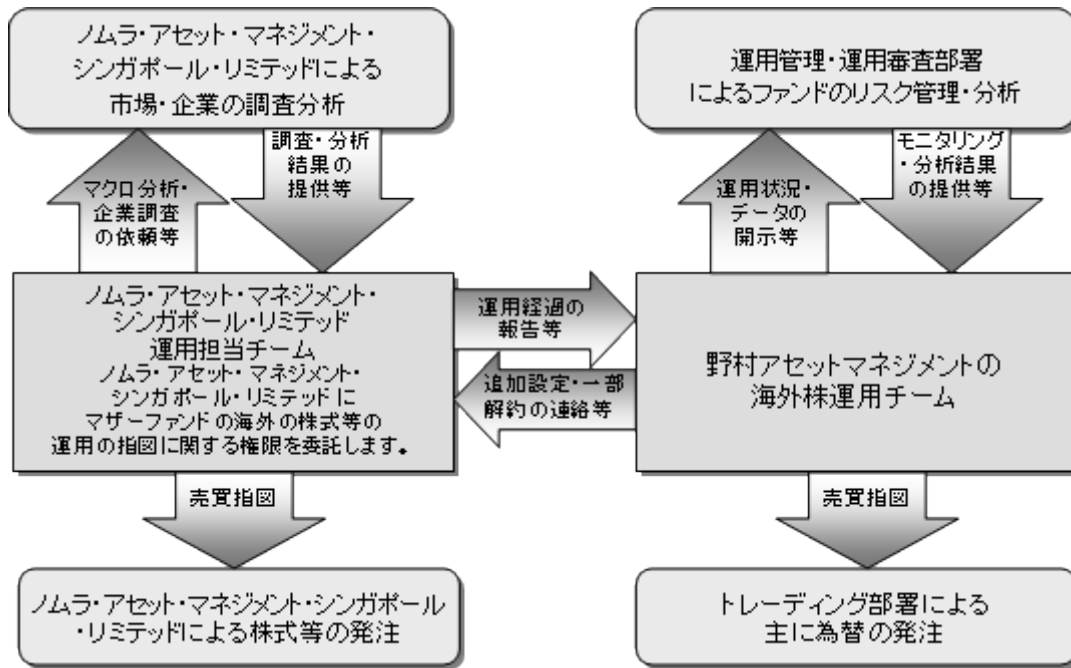 ノムラ・アセット・マネジメント・
シンガポール・リミテッドによる
市場・企業の調査分析
運用管理・運用審査部署
によるファンドのリスク管理・分析
マクロ分析・
企業調査
の依頼等
調査・分析
結果の
提供等
運用状況・
データの
開示等
モニタリング
・分析結果
の提供等
ノムラ・アセット・マネジメント・
シンガポール・リミテッド
運用担当チーム
ノムラ・アセット・マネジメント・
シンガポール・リミテッドに
マザーファンドの海外の株式等の
運用の指図に関する権限を委託します。
運用経過の
報告等
追加設定・一部
解約の連絡等
野村アセットマネジメントの
海外株運用チーム
売買指図
売買指図
ノムラ・アセット・マネジメント・シンガポール
・リミテッドによる株式等の発注
トレーディング部署による
主に為替の発注